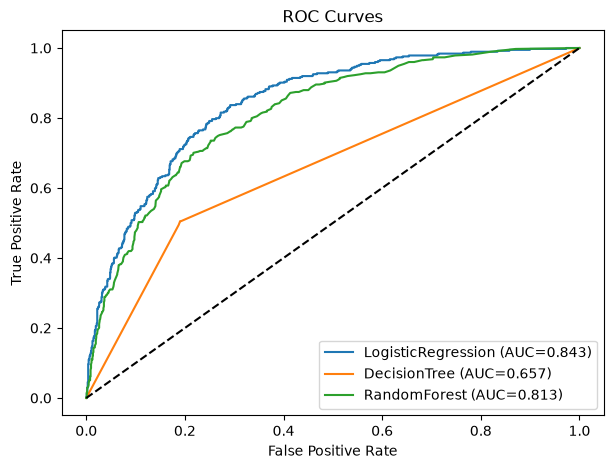 ROC Curves
True Positive Rate
1.0
0.8
0.6
0.4
0.2
0.0
LogisticRegression (AUC=0.843)
DecisionTree (AUC=0.657)
RandomForest (AUC=0.813)
0.0 0.2 0.4 0.6 0.8 1.0
False Positive Rate